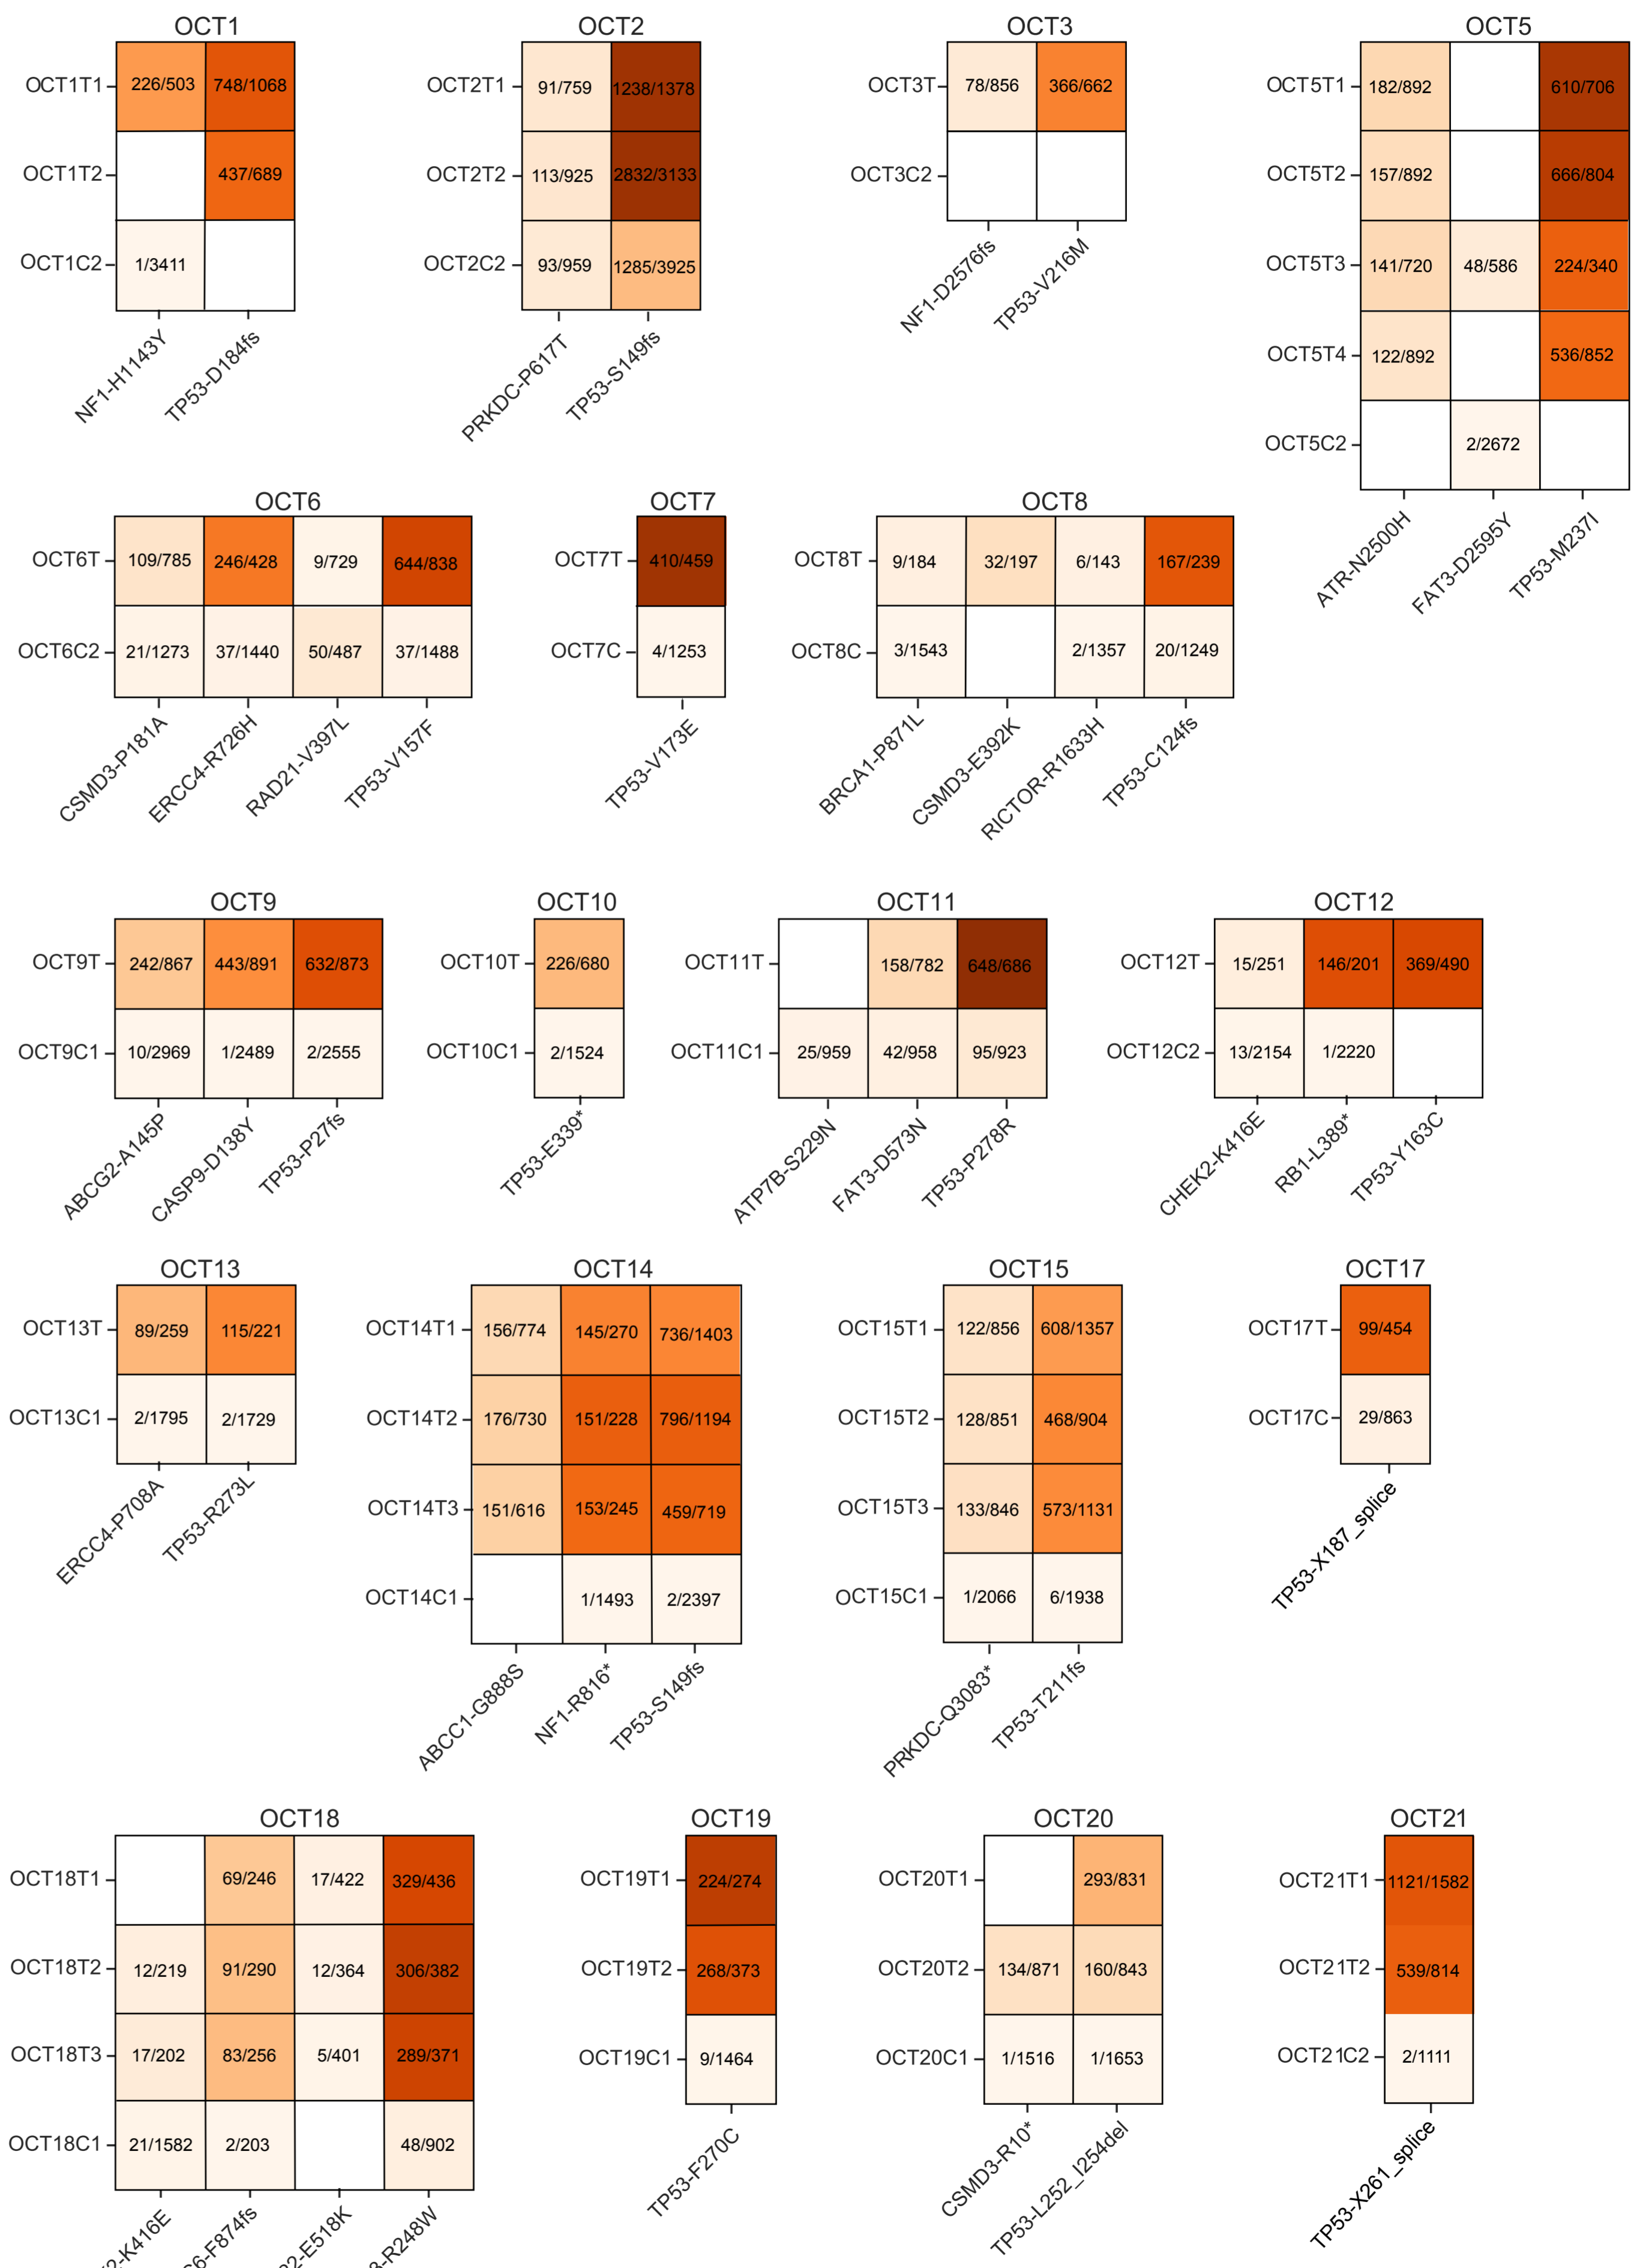 OCT1
OCT1T1 226/503 748/1068
OCT1T2 437/689
OCT1C2 1/3411
NF1-H1143Y TP53-D184fs
OCT2
OCT2T1 91/759 1238/1378
OCT2T2 113/925 2832/3133
OCT2C2 93/959 1285/3925
PRKDC-P617T TP53-S149fs
OCT3
OCT3T 78/856 366/662
OCT3C2
NF1-D2576fs TP53-V216M
OCT5
OCT5T1 182/892 610/706
OCT5T2 157/892 666/804
OCT5T3 141/720 48/586 224/340
OCT5T4 122/892 536/852
OCT5C2 2/2672
ATR-N2500H FAT3-D2595Y TP53-M237I
OCT6
OCT6T 109/785 246/428 9/729 644/838
OCT6C2 21/1273 37/1440 50/487 37/1488
CSMD3-P181A ERCC4-R726H RAD21-V397L TP53-V157F
OCT7
OCT7T 410/459
OCT7C 4/1253
TP53-V173E
OCT8
OCT8T 9/184 32/197 6/143 167/239
OCT8C 3/1543 2/1357 20/1249
BRCA1-P871L CSMD3-E392K RICTOR-R1633H TP53-C124fs
OCT9
OCT9T 242/867 443/891 632/873
OCT9C1 10/2969 1/2489 2/2555
ABCG2-A145P CASP9-D138Y TP53-P27fs
OCT10
OCT10T 226/680
OCT10C1 2/1524
TP53-E339*
OCT11
OCT11T 158/782 648/686
OCT11C1 25/959 42/958 95/923
ATP7B-S229N FAT3-D573N TP53-P278R
OCT12
OCT12T 15/251 146/201 369/490
OCT12C2 13/2154 1/2220
CHEK2-K416E RB1-L389* TP53-Y163C
OCT13
OCT13T 89/259 115/221
OCT13C1 2/1795 2/1729
ERCC4-P708A TP53-R273L
OCT14
OCT14T1 156/774 145/270 736/1403
OCT14T2 176/730 151/228 796/1194
OCT14T3 151/616 153/245 459/719
OCT14C1 1/1493 2/2397
ABCC1-G888S NF1-R816* TP53-S149fs
OCT15
OCT15T1 122/856 608/1357
OCT15T2 128/851 468/904
OCT15T3 133/846 573/1131
OCT15C1 1/2066 6/1938
PRKDC-Q3083* TP53-T211fs
OCT17
OCT17T 99/454
OCT17C 29/863
TP53-X187_splice
OCT18
OCT18T1 69/246 17/422 329/436
OCT18T2 12/219 91/290 12/364 306/382
OCT18T3 17/202 83/256 5/401 289/371
OCT18C1 21/1582 2/203 48/902
2-K416E 6-F874fs 2-E518K 3-R248W
OCT19
OCT19T1 224/274
OCT19T2 268/373
OCT19C1 9/1464
TP53-F270C
OCT20
OCT20T1 293/831
OCT20T2 134/871 160/843
OCT20C1 1/1516 1/1653
CSMD3-R10* TP53-L252_I254del
OCT21
OCT21T1 1121/1582
OCT21T2 539/814
OCT21C2 2/1111
TP53-X261_splice